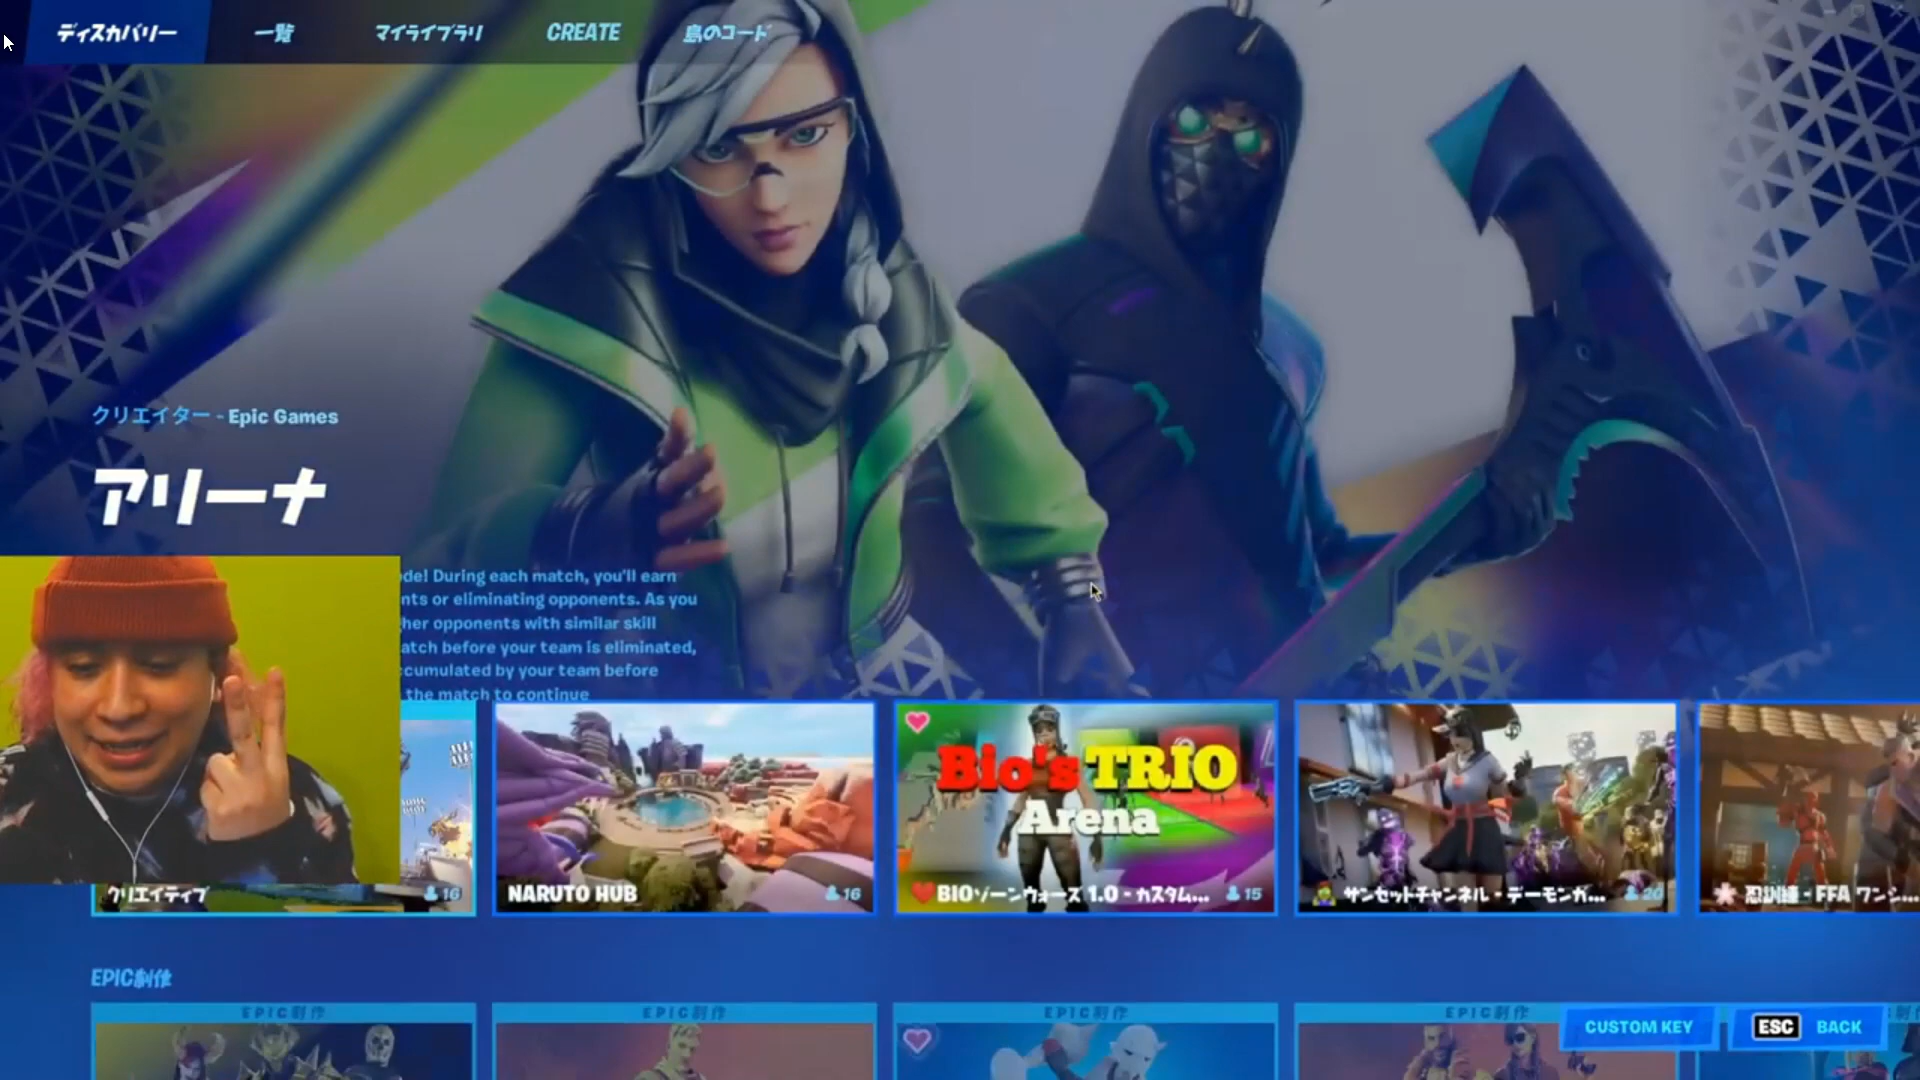 ディスカバリー
一覧
マイライブラリ
CREATE
島のコード
クリエイター - Epic Games
アリーナ
de! During each match, you'll earn
nts or eliminating opponents. As you
her opponents with similar skill
atch before your team is eliminated,
ccumulated by your team before
the match to continue
クリエイティブ
16
NARUTO HUB
16
Bio's TRIO
Arena
BIOゾーンウォーズ 1.0 - カスタム...
15
サンセットチャンネル - デーモンガ...
20
忍訓練 - FFA ワンシ...
EPIC制作
EPIC制作
EPIC制作
EPIC制作
EPIC制作
CUSTOM KEY
ESC BACK